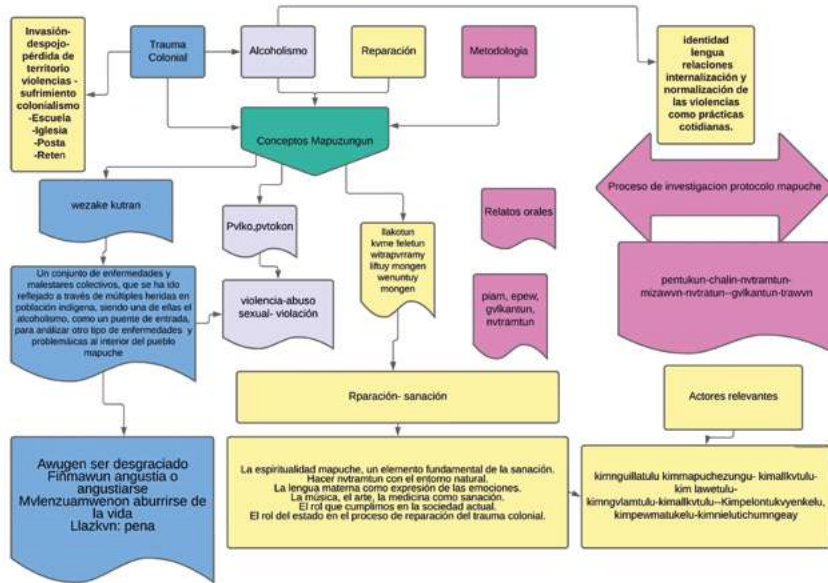 Invasión-
despojo-
pérdida de
territorio
violencias -
sufrimiento
colonialismo
-Escuela
-Iglesia
-Posta
-Reten
Trauma
Colonial
Alcoholismo
Reparación
Metodologia
identidad
lengua
relaciones
internalización y
normalización de
las violencias
como prácticas
cotidianas.
Conceptos Mapuzungun
wezake kutran
Pvlko,pvtokon
llakotun
kvme feletun
witrapvrramy
liftuy mongen
wenuntuy
mongen
Relatos orales
Proceso de investigacion protocolo mapuche
Un conjunto de enfermedades y
malestares colectivos, que se ha ido
reflejado a través de múltiples heridas en
población indígena, siendo una de ellas el
alcoholismo, como un puente de entrada,
para análizar otro tipo de enfermedades y
problemáicas al interior del pueblo
mapuche
violencia-abuso
sexual- violación
piam, epew,
gvlkantun,
nvtramtun
pentukun-chalin-nvtramtun-
mizawvn-nvtratun--gvlkantun-trawvn
Rparación- sanación
Actores relevantes
Awugen ser desgraciado
Fiñmawun angustia o
angustiarse
Mvlenzuamwenon aburrirse de
la vida
Llazkvn: pena
La espiritualidad mapuche, un elemento fundamental de la sanación.
Hacer nvtramtun con el entorno natural.
La lengua materna como expresión de las emociones.
La música, el arte, la medicina como sanación.
El rol que cumplimos en la sociedad actual.
El rol del estado en el proceso de reparación del trauma colonial.
kimnguillatulu kimmapuchezungu- kimallkvtulu-
kim lawetulu-
kimngvlamtulu-kimallkvtulu--Kimpelontukvyenkelu,
kimpewmatukelu-kimnielutichumngeay